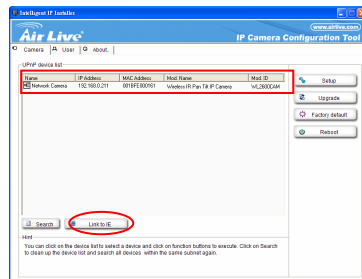 Intelligent IP Installer
Air Live
www.airlive.com
IP Camera Configuration Tool
Camera User About.
UPnP device list
Name IP Address MAC Address Mod. Name Mod. ID
Network Camera 192.168.0.211 001BFE000161 Wireless IR Pan Tilt IP Camera WL2600CAM
Setup
Upgrade
Factory default
Reboot
Search Link to IE
Hint
You can click on the device list to select a device and click on function buttons to execute. Click on Search
to clean up the device list and search all devices within the same subnet again.